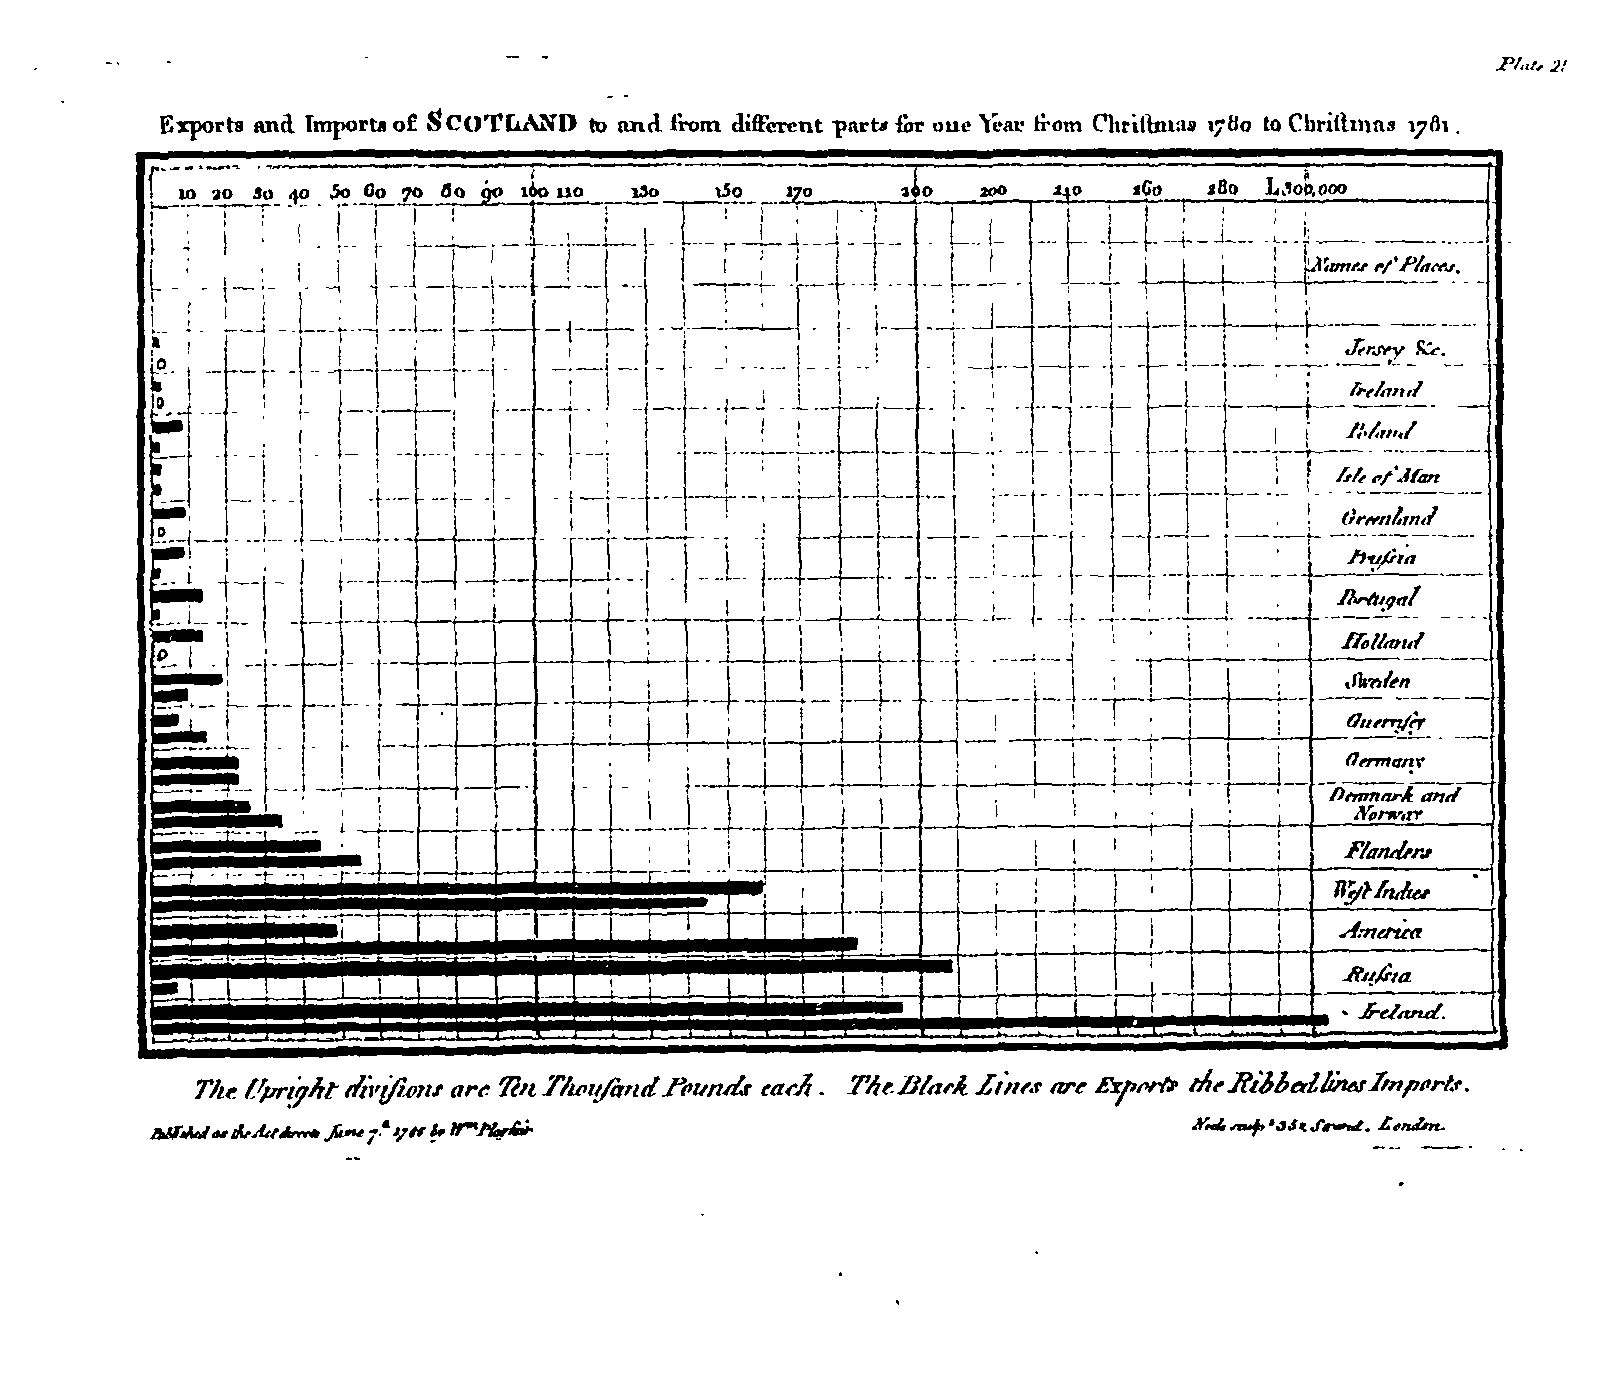 Plate 2!
Exports and Imports of SCOTLAND to and from different parts for one Year from Chriſtmas 1780 to Chriſtmas 1781.
10 20 30 40 50 60 70 80 90 100 110 130 150 170 200 200 240 260 280 L300,000
Names of Places.
Jersey &c.
Ireland
Poland
Isle of Man
Greenland
Pruſsia
Portugal
Holland
Sweden
Guernſey
Germany
Denmark and
Norway
Flanders
Weſt Indies
America
Ruſsia
Ireland.
The Upright diviſions are Ten Thouſand Pounds each. The Black Lines are Exports the Ribbed lines Imports.
Published as the Act directs June 7.th 1786 by Wm Playfair
Neele sculpt 352 Strand, London.